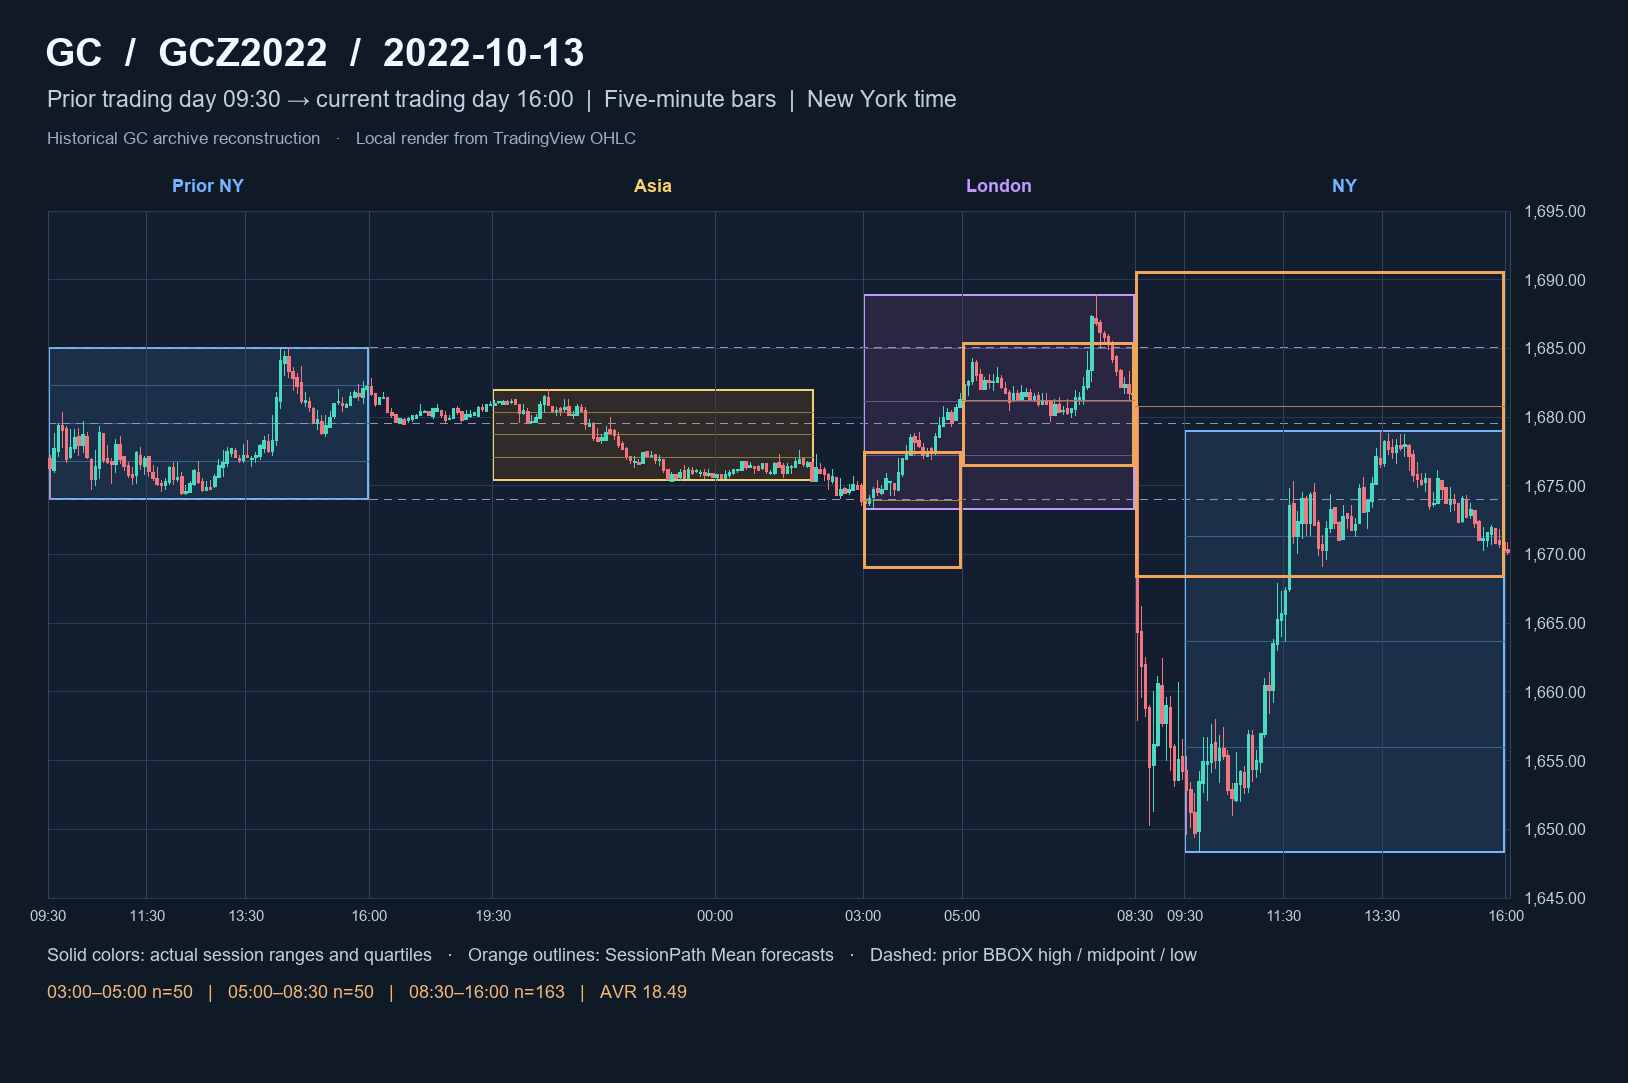 GC / GCZ2022 / 2022-10-13
Prior trading day 09:30 → current trading day 16:00 | Five-minute bars | New York time
Historical GC archive reconstruction · Local render from TradingView OHLC
Prior NY Asia London NY
1,695.00
1,690.00
1,685.00
1,680.00
1,675.00
1,670.00
1,665.00
1,660.00
1,655.00
1,650.00
1,645.00
09:30 11:30 13:30 16:00 19:30 00:00 03:00 05:00 08:30 09:30 11:30 13:30 16:00
Solid colors: actual session ranges and quartiles · Orange outlines: SessionPath Mean forecasts · Dashed: prior BBOX high / midpoint / low
03:00–05:00 n=50 | 05:00–08:30 n=50 | 08:30–16:00 n=163 | AVR 18.49